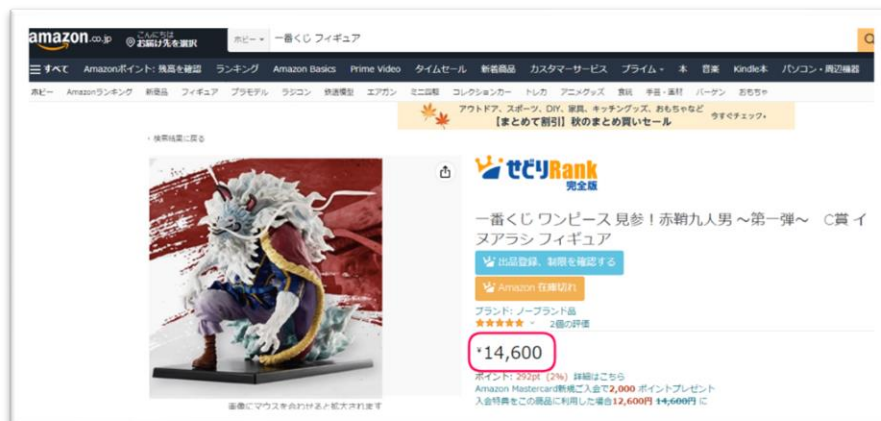 amazon.co.jp
こんにちは
お届け先を選択
ホビー
一番くじ フィギュア
すべて Amazonポイント: 残高を確認 ランキング Amazon Basics Prime Video タイムセール 新着商品 カスタマーサービス プライム 本 音楽 Kindle本 パソコン・周辺機器
ホビー Amazonランキング 新商品 フィギュア プラモデル ラジコン 鉄道模型 エアガン ミニ四駆 コレクションカー トレカ アニメグッズ 食玩 手芸・画材 バーゲン おもちゃ
アウトドア、スポーツ、DIY、家具、キッチングッズ、おもちゃなど
【まとめて割引】秋のまとめ買いセール
今すぐチェック
‹ 検索結果に戻る
せどりRank
完全版
一番くじ ワンピース 見参！赤鞘九人男 ～第一弾～ C賞 イ
ヌアラシ フィギュア
出品登録、制限を確認する
Amazon 在庫切れ
ブランド: ノーブランド品
2個の評価
¥14,600
ポイント: 292pt (2%) 詳細はこちら
Amazon Mastercard新規ご入会で2,000 ポイントプレゼント
入会特典をこの商品に利用した場合12,600円 14,600円 に
画像にマウスを合わせると拡大されます